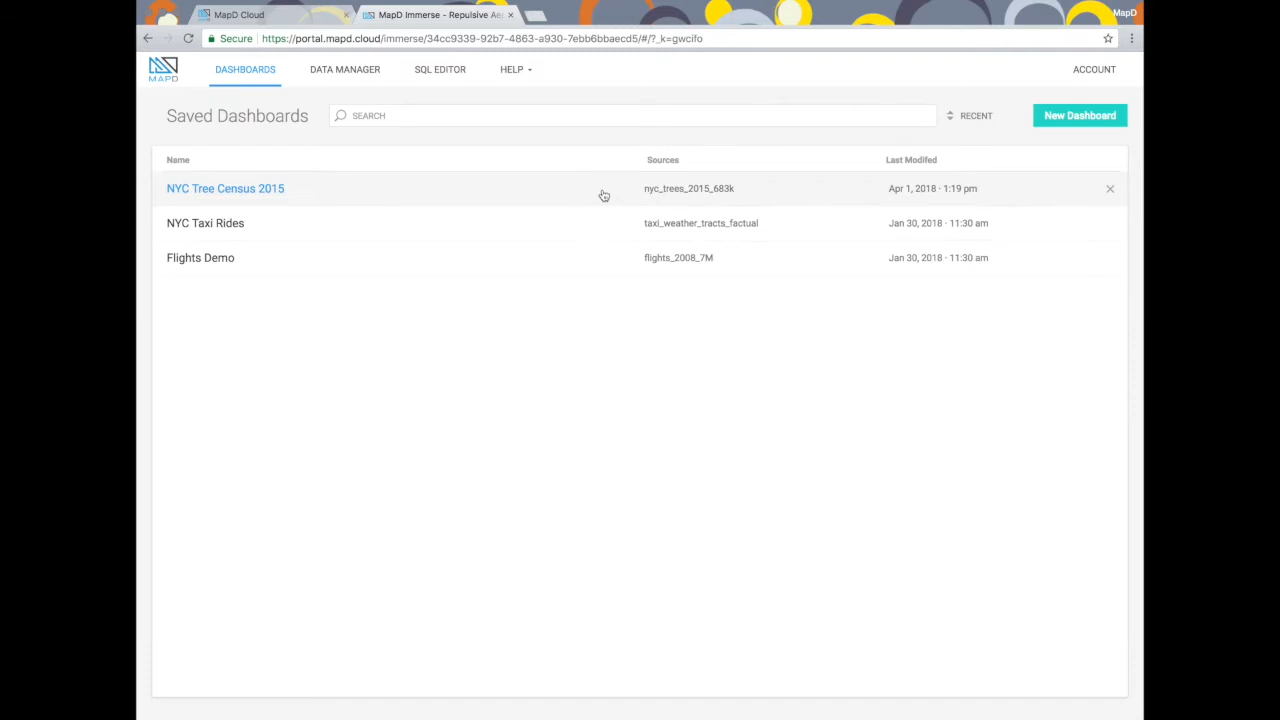 MapD Cloud
MapD Immerse - Repulsive Ae
MapD
Secure https://portal.mapd.cloud/immerse/34cc9339-92b7-4863-a930-7ebb6bbaecd5/#/?_k=gwcifo
MAPD DASHBOARDS DATA MANAGER SQL EDITOR HELP ACCOUNT
Saved Dashboards SEARCH RECENT New Dashboard
Name Sources Last Modifed
NYC Tree Census 2015 nyc_trees_2015_683k Apr 1, 2018 · 1:19 pm
NYC Taxi Rides taxi_weather_tracts_factual Jan 30, 2018 · 11:30 am
Flights Demo flights_2008_7M Jan 30, 2018 · 11:30 am